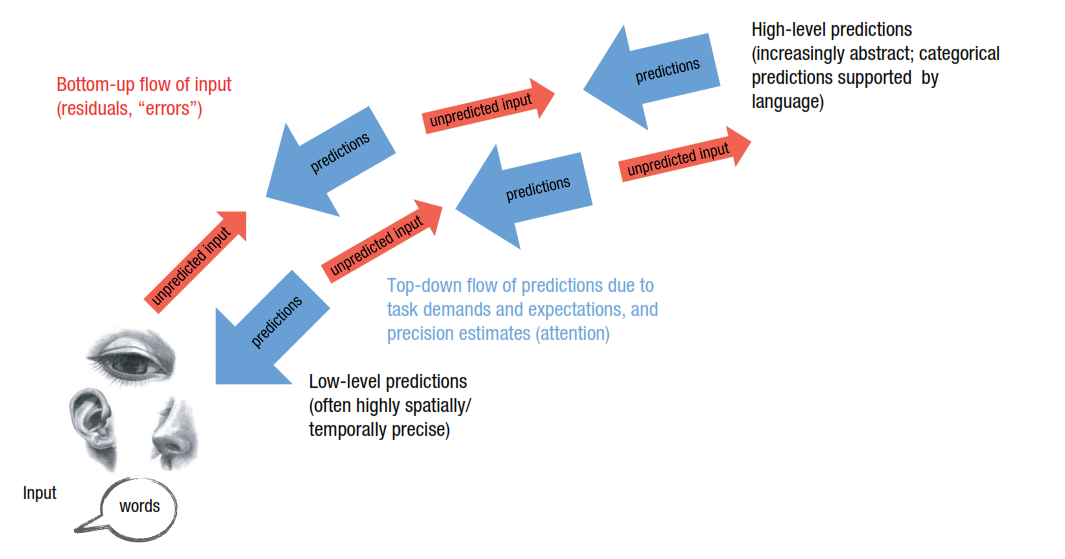 High-level predictions
(increasingly abstract; categorical
predictions supported by
language)
predictions
Bottom-up flow of input
(residuals, “errors”)
unpredicted input
predictions
unpredicted input
predictions
unpredicted input
unpredicted input
Top-down flow of predictions due to
task demands and expectations, and
precision estimates (attention)
predictions
Low-level predictions
(often highly spatially/
temporally precise)
Input
words